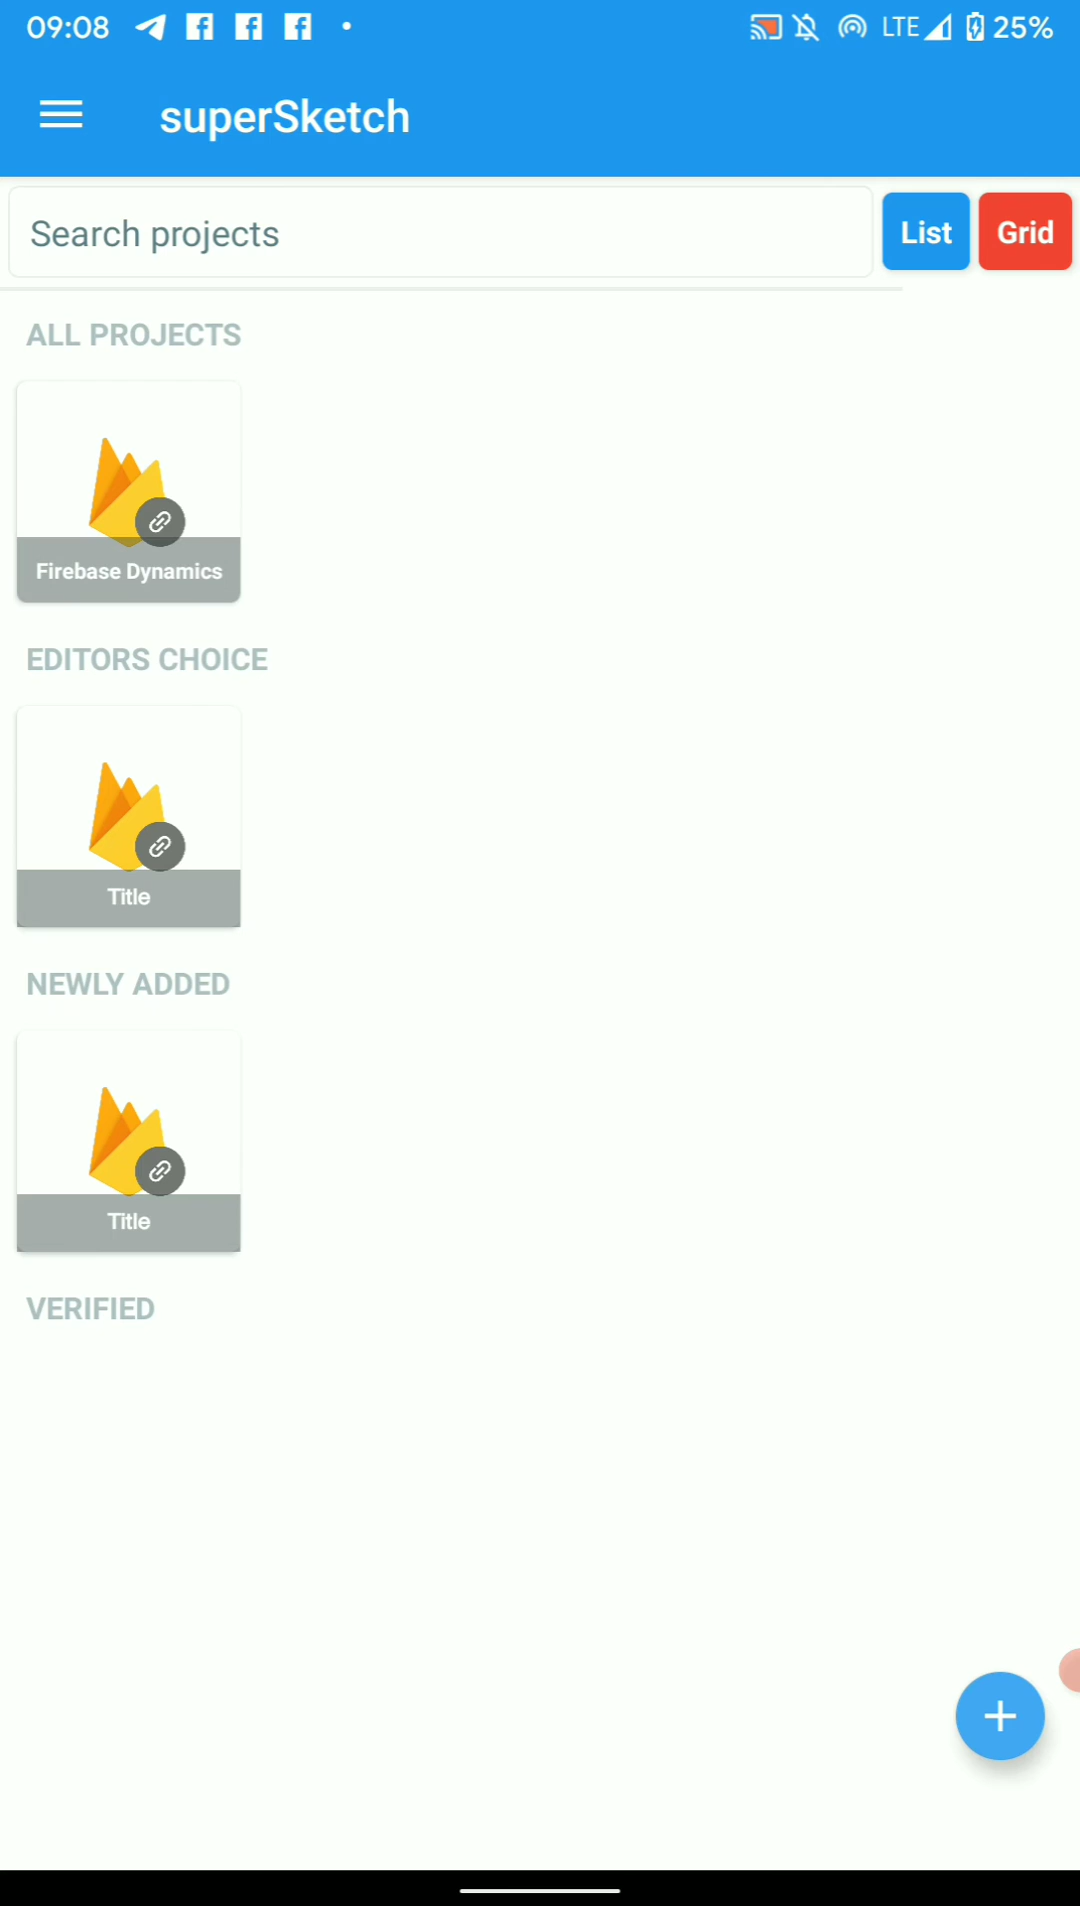 09:08 LTE 25%
superSketch
Search projects List Grid
ALL PROJECTS
Firebase Dynamics
EDITORS CHOICE
Title
NEWLY ADDED
Title
VERIFIED